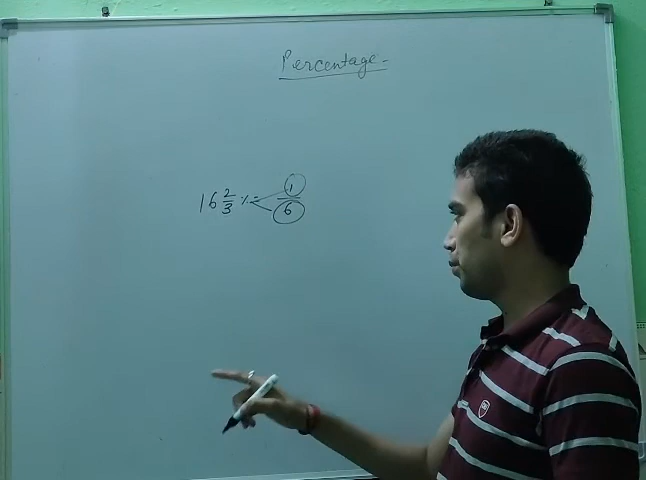 Percentage-
16 2/3 % = 1/6